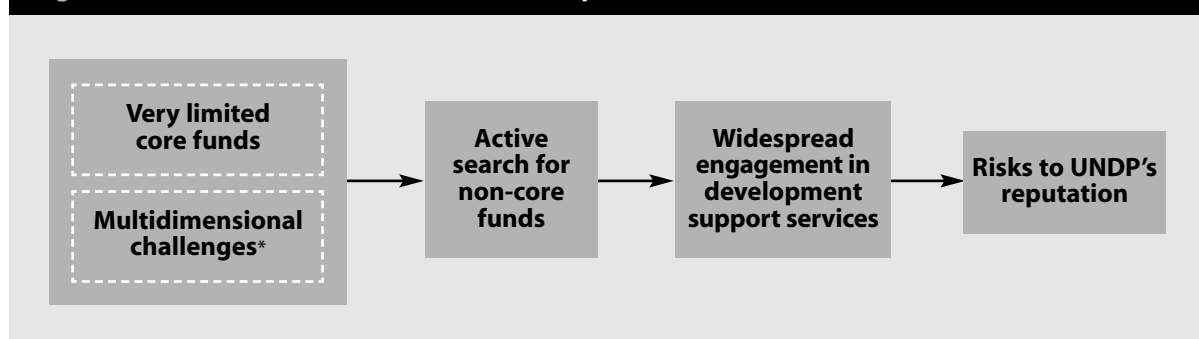 Very limited
core funds
Multidimensional
challenges*
Active
search for
non-core
funds
Widespread
engagement in
development
support services
Risks to UNDP's
reputation